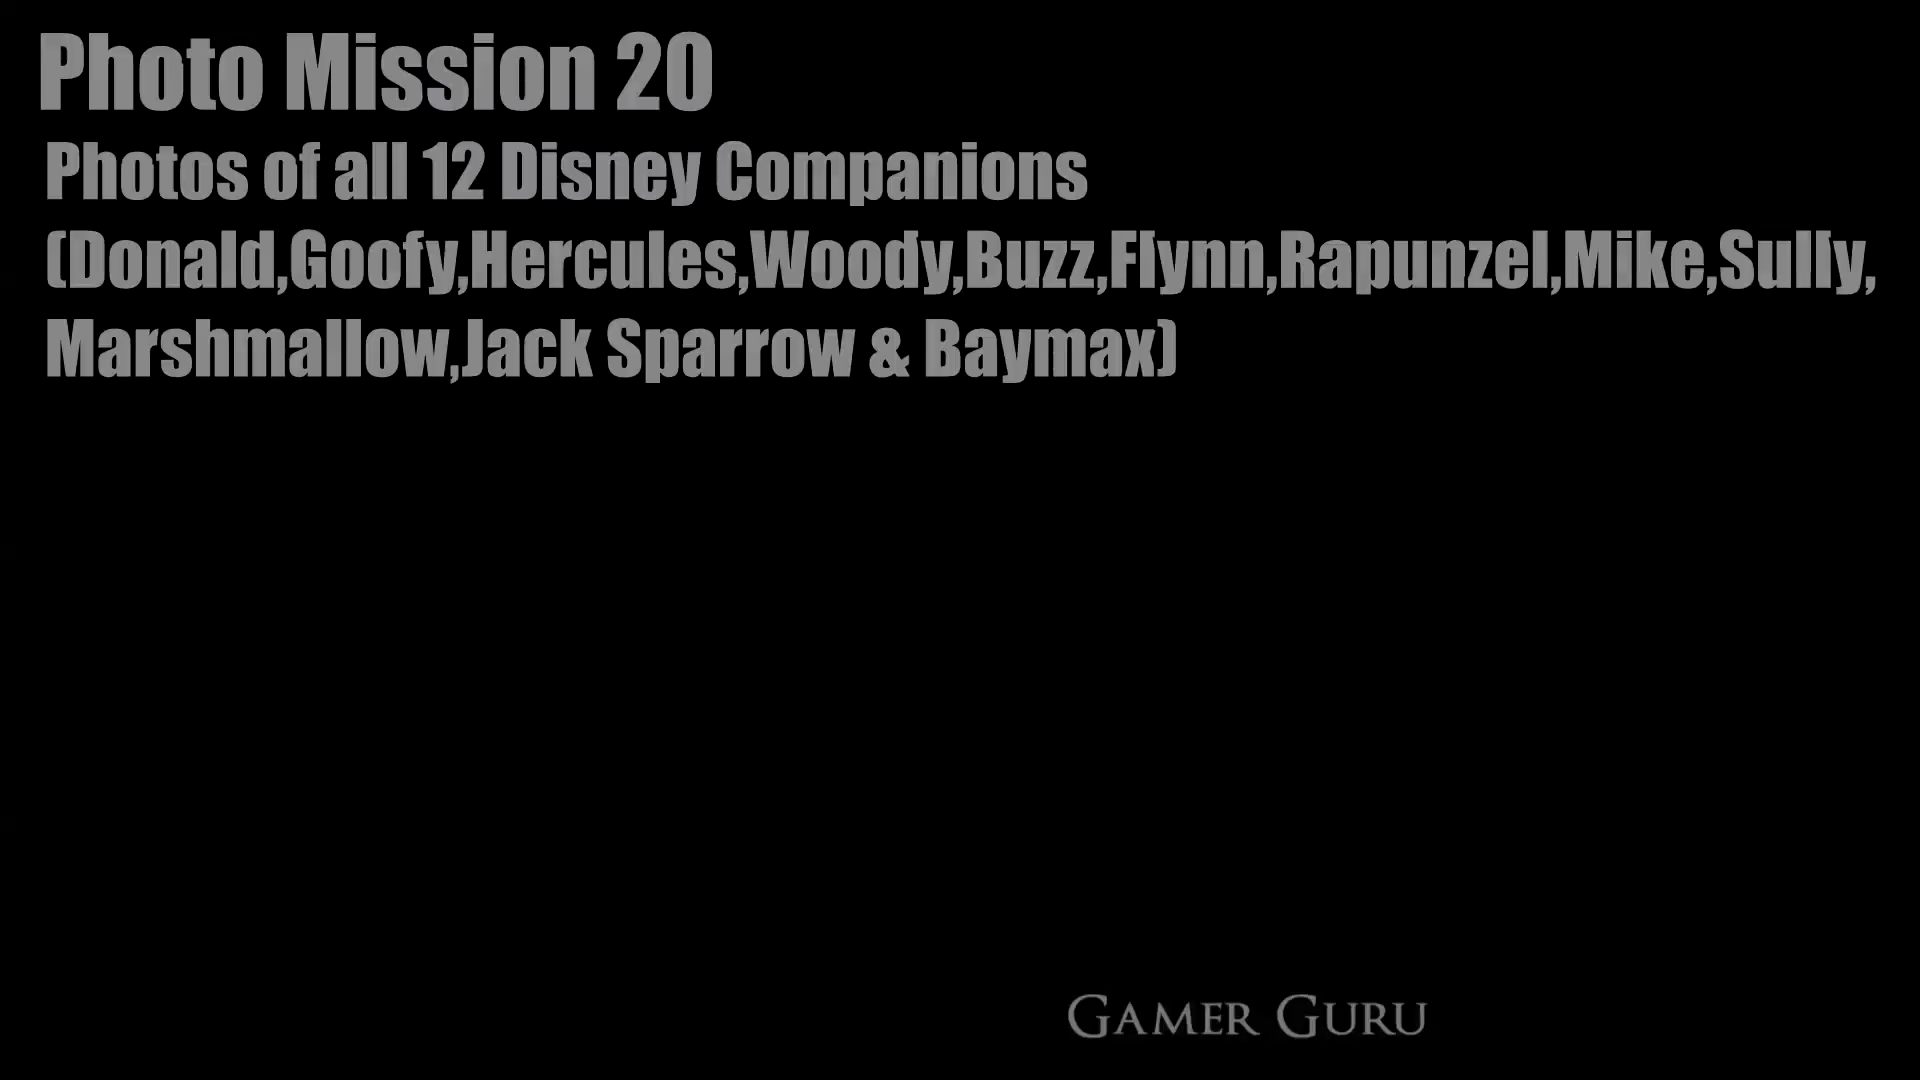 Photo Mission 20
Photos of all 12 Disney Companions
(Donald,Goofy,Hercules,Woody,Buzz,Flynn,Rapunzel,Mike,Sully,
Marshmallow,Jack Sparrow & Baymax)
Gamer Guru